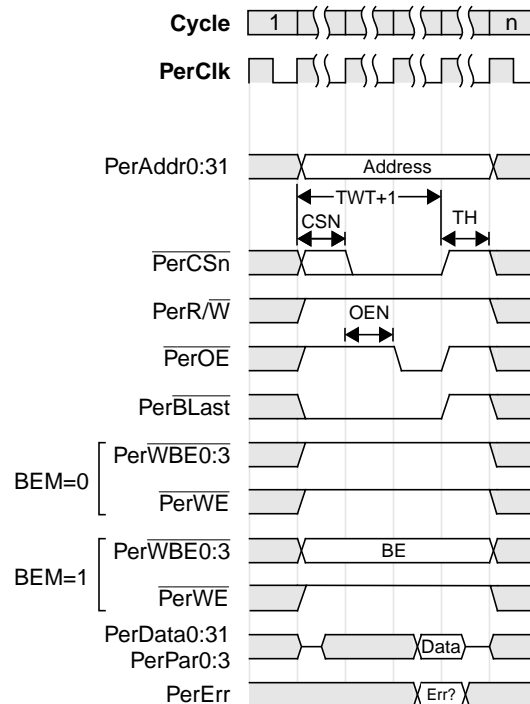 Cycle 1 n
PerClk
PerAddr0:31 Address
TWT+1
CSN TH
PerCSn
PerR/W
OEN
PerOE
PerBLast
PerWBE0:3
BEM=0
PerWE
PerWBE0:3 BE
BEM=1
PerWE
PerData0:31
PerPar0:3 Data
PerErr Err?